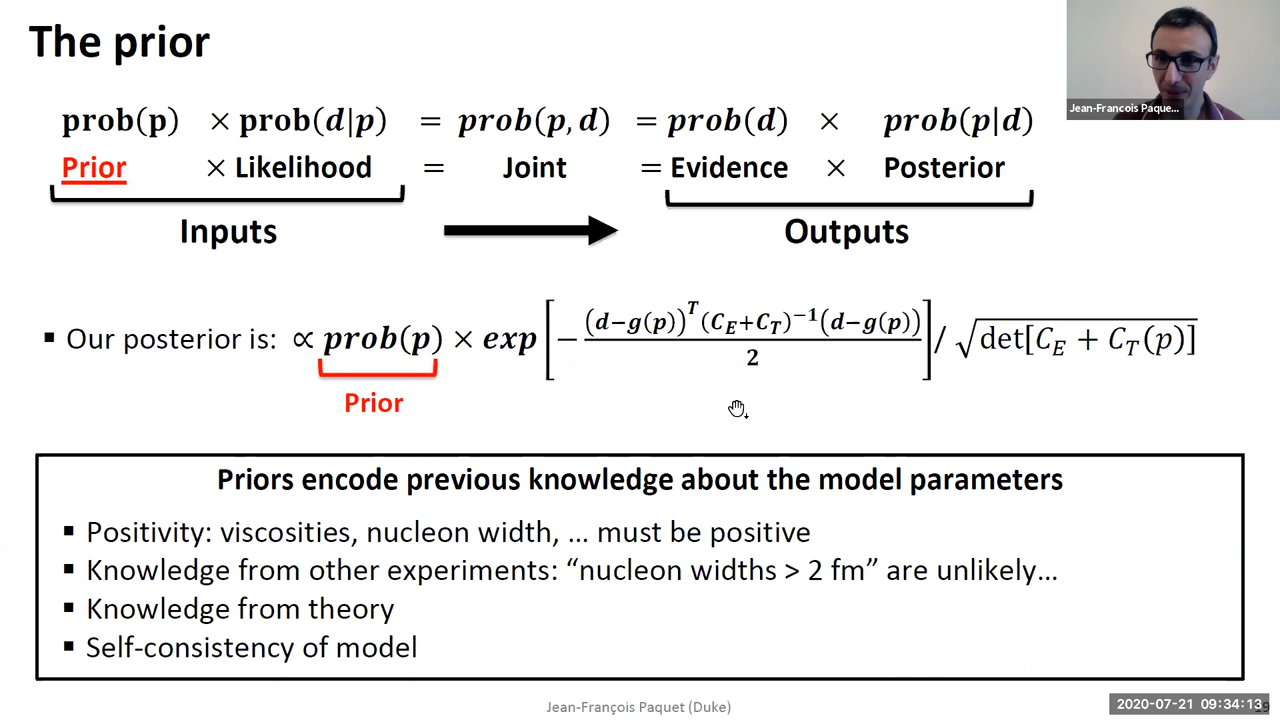 The prior
Jean-Francois Paque...
prob(p) × prob(d|p) = prob(p, d) = prob(d) × prob(p|d)
Prior × Likelihood = Joint = Evidence × Posterior
Inputs Outputs
▪ Our posterior is: ∝ prob(p) × exp[−(d−g(p))ᵀ(C_E+C_T)⁻¹(d−g(p))/2] / √det[C_E + C_T(p)]
Prior
Priors encode previous knowledge about the model parameters
▪ Positivity: viscosities, nucleon width, … must be positive
▪ Knowledge from other experiments: “nucleon widths > 2 fm” are unlikely…
▪ Knowledge from theory
▪ Self-consistency of model
Jean-François Paquet (Duke)
2020-07-21 09:34:13